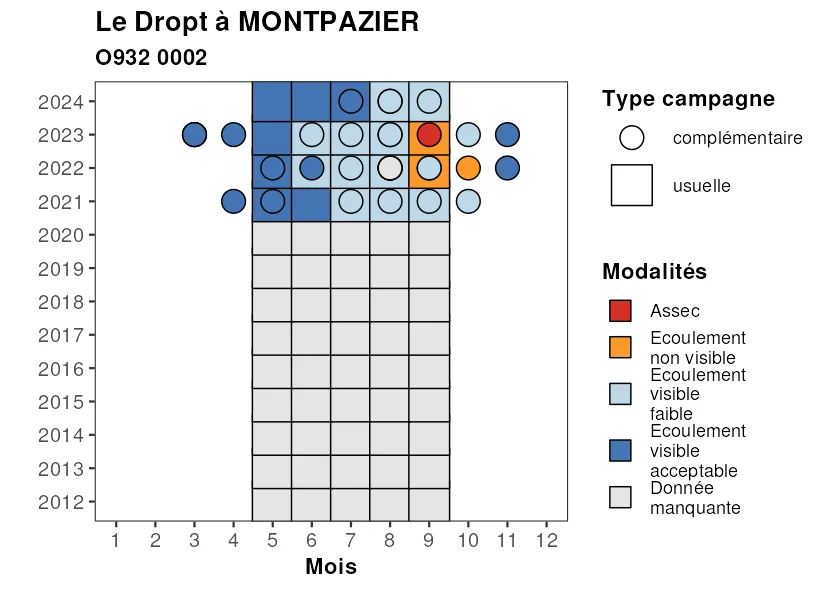 Le Dropt à MONTPAZIER
O932 0002
2024
2023
2022
2021
2020
2019
2018
2017
2016
2015
2014
2013
2012
1 2 3 4 5 6 7 8 9 10 11 12
Mois
Type campagne
complémentaire
usuelle
Modalités
Assec
Ecoulement
non visible
Ecoulement
visible
faible
Ecoulement
visible
acceptable
Donnée
manquante